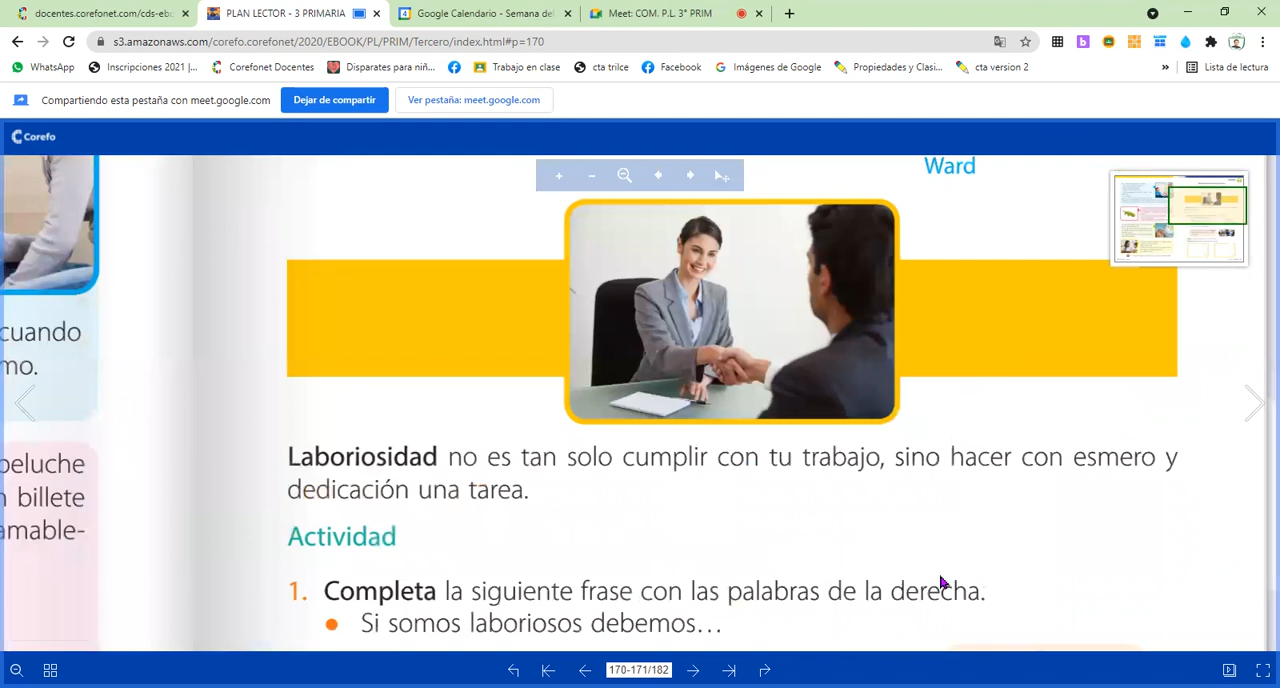 docentes.corefonet.com/cds-ebo
PLAN LECTOR - 3 PRIMARIA
Google Calendario - Semana del
Meet: COM. P.L. 3° PRIM
s3.amazonaws.com/corefo.corefonet/2020/EBOOK/PL/PRIM/Tercero/index.html#p=170
WhatsApp
Inscripciones 2021 |...
Corefonet Docentes
Disparates para niñ...
Trabajo en clase
cta trilce
Facebook
Imágenes de Google
Propiedades y Clasi...
cta version 2
»
Lista de lectura
Compartiendo esta pestaña con meet.google.com
Dejar de compartir
Ver pestaña: meet.google.com
Corefo
Ward
cuando
mo.
peluche
n billete
amable-
Laboriosidad no es tan solo cumplir con tu trabajo, sino hacer con esmero y
dedicación una tarea.
Actividad
1. Completa la siguiente frase con las palabras de la derecha.
Si somos laboriosos debemos…
170-171/182